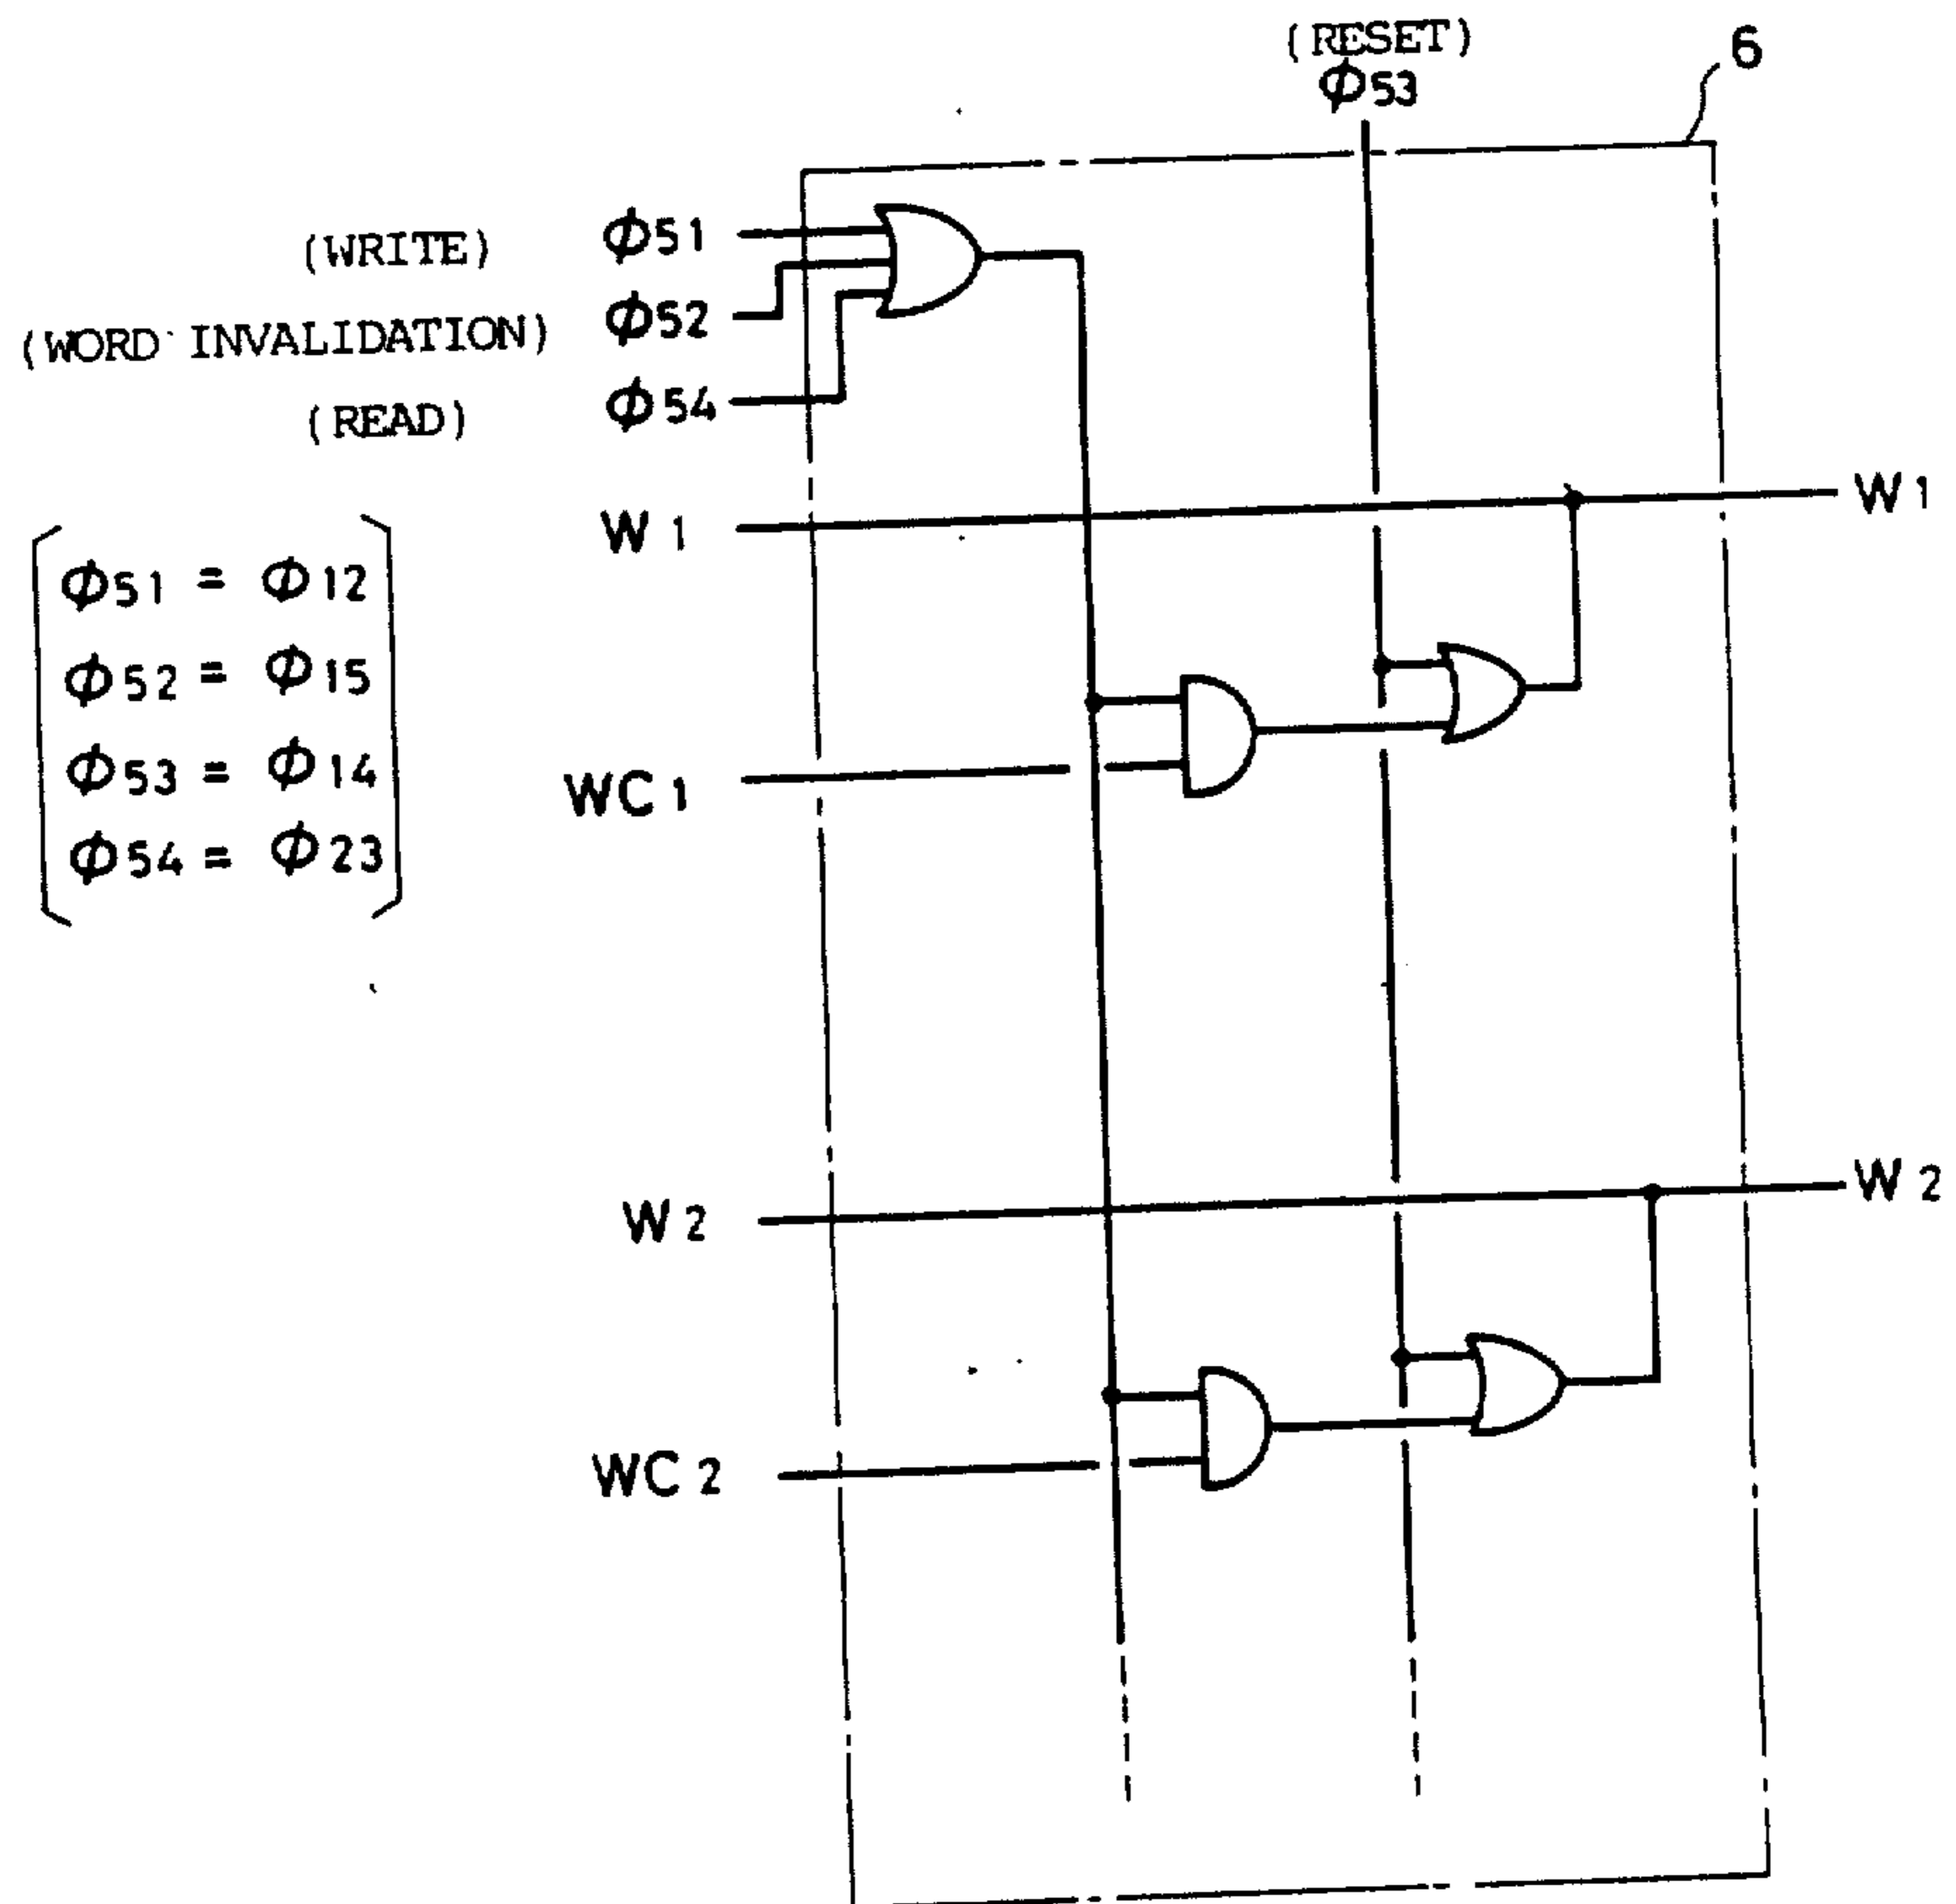 (RESET)
Φ53
6
(WRITE) Φ51
(WORD INVALIDATION) Φ52
(READ) Φ54
W1 W1
Φ51 = Φ12
Φ52 = Φ15
Φ53 = Φ14
Φ54 = Φ23
WC1
W2 W2
WC2